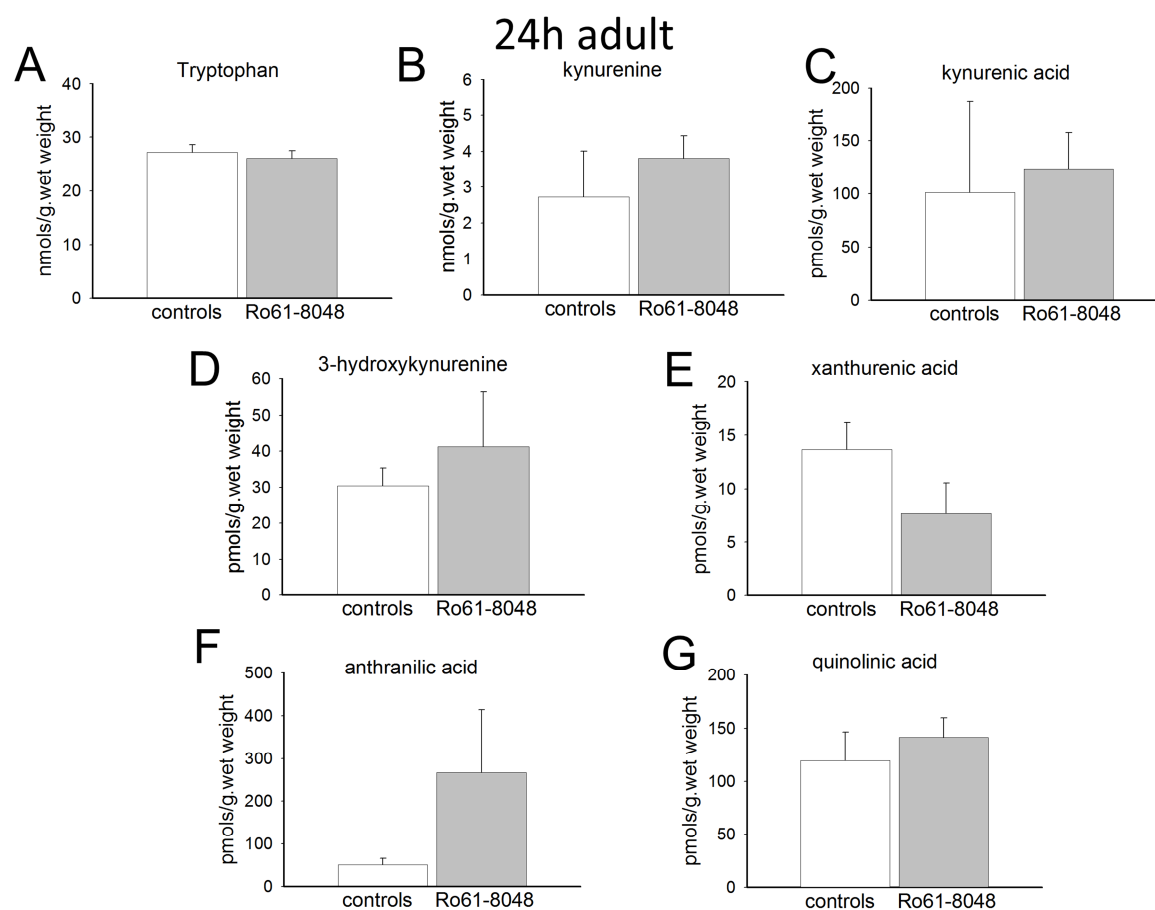 24h adult
A
Tryptophan
nmols/g.wet weight
40
30
20
10
0
controls Ro61-8048
B
kynurenine
nmols/g.wet weight
6
5
4
3
2
1
0
controls Ro61-8048
C
kynurenic acid
pmols/g.wet weight
200
150
100
50
0
controls Ro61-8048
D
3-hydroxykynurenine
pmols/g.wet weight
60
50
40
30
20
10
0
controls Ro61-8048
E
xanthurenic acid
pmols/g.wet weight
20
15
10
5
0
controls Ro61-8048
F
anthranilic acid
pmols/g.wet weight
500
400
300
200
100
0
controls Ro61-8048
G
quinolinic acid
pmols/g.wet weight
200
150
100
50
0
controls Ro61-8048